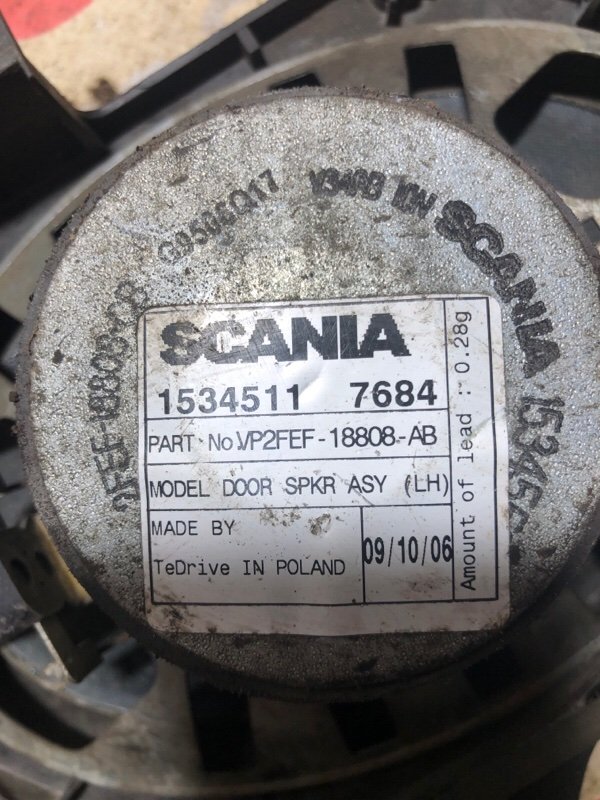 SCANIA
1534511 7684
PART No.VP2FEF-18808-AB
MODEL DOOR SPKR ASY (LH)
MADE BY
TeDrive IN POLAND
09/10/06
Amount of lead : 0.28g
SCANIA